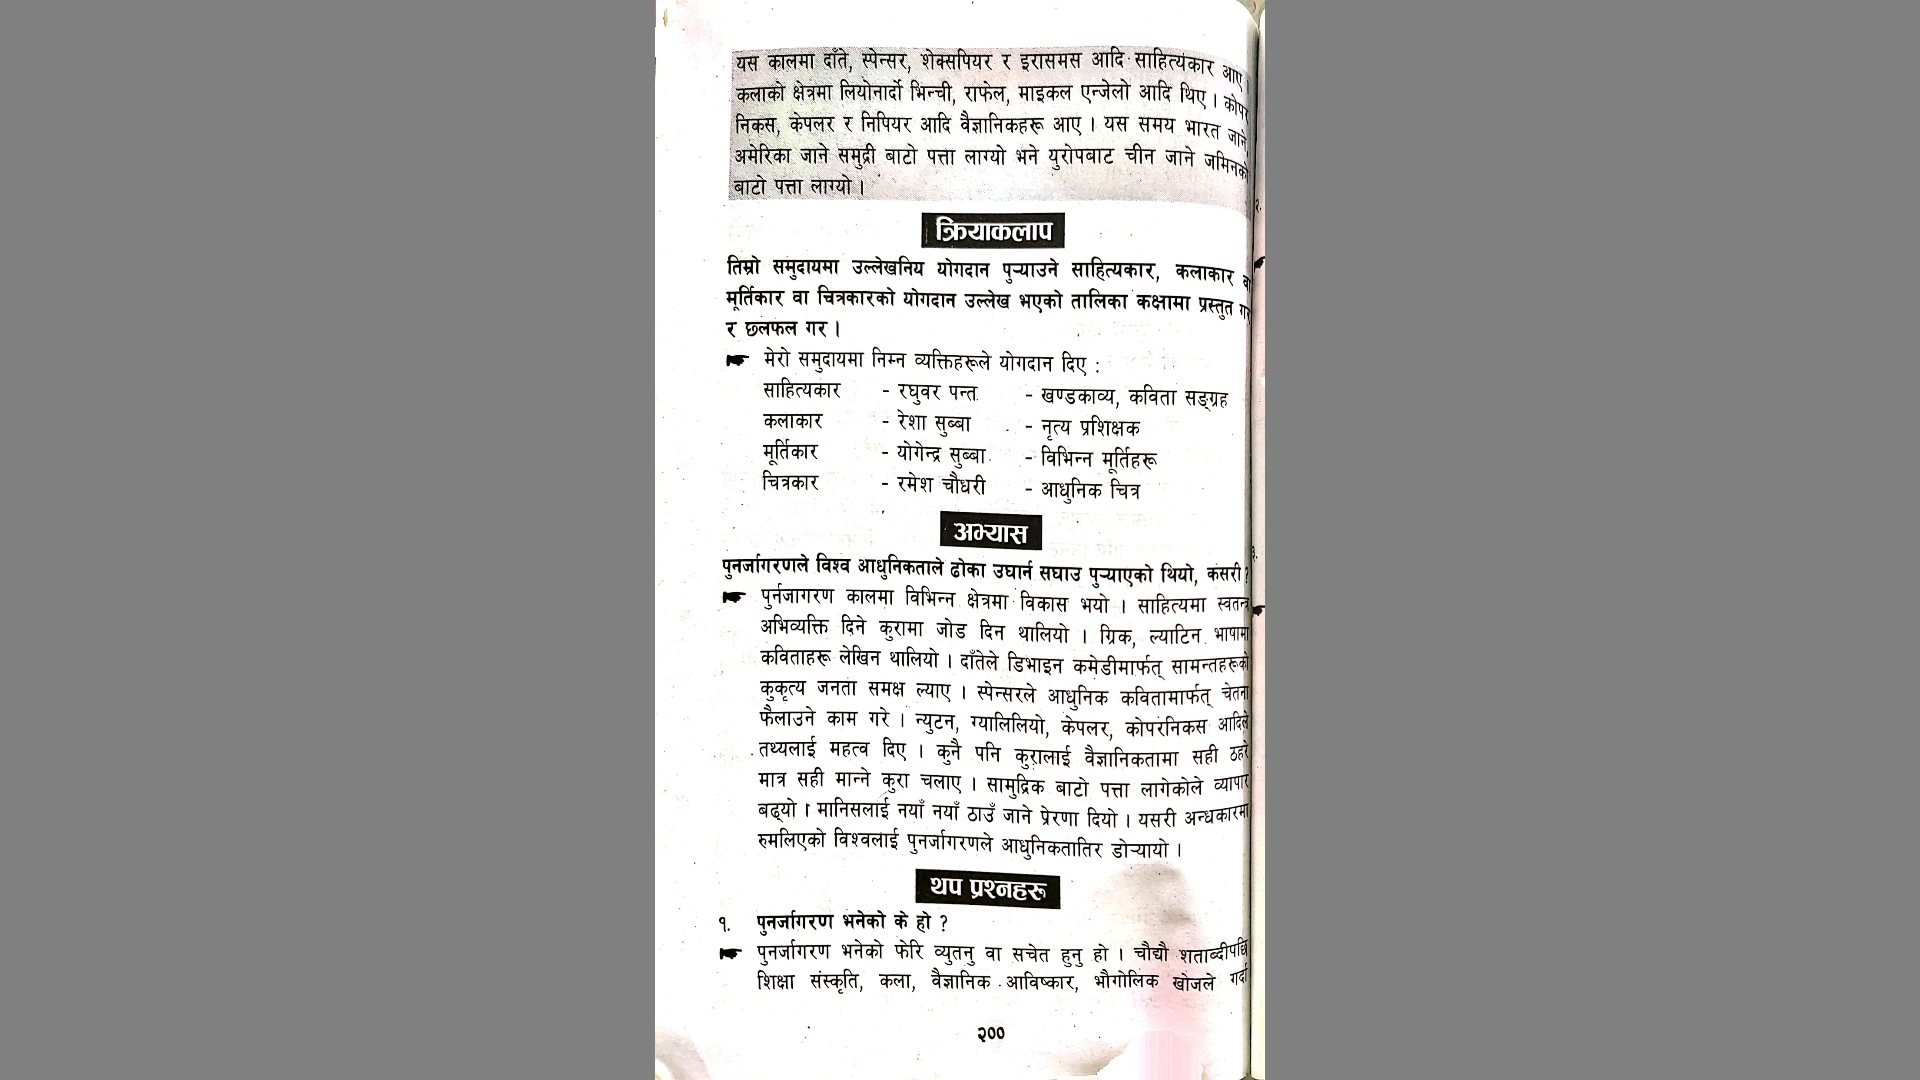 यस कालमा दाँते, स्पेन्सर, शेक्सपियर र इरासमस आदि साहित्यकार आए
कलाको क्षेत्रमा लियोनार्दो भिन्ची, राफेल, माइकल एन्जेलो आदि थिए । कोपर
निकस, केपलर र निपियर आदि वैज्ञानिकहरू आए । यस समय भारत जाने,
अमेरिका जाने समुद्री बाटो पत्ता लाग्यो भने युरोपबाट चीन जाने जमिनको
बाटो पत्ता लाग्यो ।
क्रियाकलाप
तिम्रो समुदायमा उल्लेखनिय योगदान पुऱ्याउने साहित्यकार, कलाकार वा
मूर्तिकार वा चित्रकारको योगदान उल्लेख भएको तालिका कक्षामा प्रस्तुत गर
र छलफल गर ।
मेरो समुदायमा निम्न व्यक्तिहरूले योगदान दिए :
साहित्यकार - रघुवर पन्त - खण्डकाव्य, कविता सङ्ग्रह
कलाकार - रेशा सुब्बा - नृत्य प्रशिक्षक
मूर्तिकार - योगेन्द्र सुब्बा - विभिन्न मूर्तिहरू
चित्रकार - रमेश चौधरी - आधुनिक चित्र
अभ्यास
पुनर्जागरणले विश्व आधुनिकताले ढोका उघार्न सघाउ पुऱ्याएको थियो, कसरी ?
पुर्नजागरण कालमा विभिन्न क्षेत्रमा विकास भयो । साहित्यमा स्वतन्त्र
अभिव्यक्ति दिने कुरामा जोड दिन थालियो । ग्रिक, ल्याटिन भाषामा
कविताहरू लेखिन थालियो । दाँतेले डिभाइन कमेडीमार्फत् सामन्तहरूको
कुकृत्य जनता समक्ष ल्याए । स्पेन्सरले आधुनिक कवितामार्फत् चेतना
फैलाउने काम गरे । न्युटन, ग्यालिलियो, केपलर, कोपरनिकस आदिले
तथ्यलाई महत्व दिए । कुनै पनि कुरालाई वैज्ञानिकतामा सही ठहरे
मात्र सही मान्ने कुरा चलाए । सामुद्रिक बाटो पत्ता लागेकोले व्यापार
बढ्यो । मानिसलाई नयाँ नयाँ ठाउँ जाने प्रेरणा दियो । यसरी अन्धकारमा
रुमलिएको विश्वलाई पुनर्जागरणले आधुनिकतातिर डोऱ्यायो ।
थप प्रश्नहरू
१. पुनर्जागरण भनेको के हो ?
पुनर्जागरण भनेको फेरि व्युतनु वा सचेत हुनु हो । चौद्यौ शताब्दीपछि
शिक्षा संस्कृति, कला, वैज्ञानिक आविष्कार, भौगोलिक खोजले गर्दा
२००